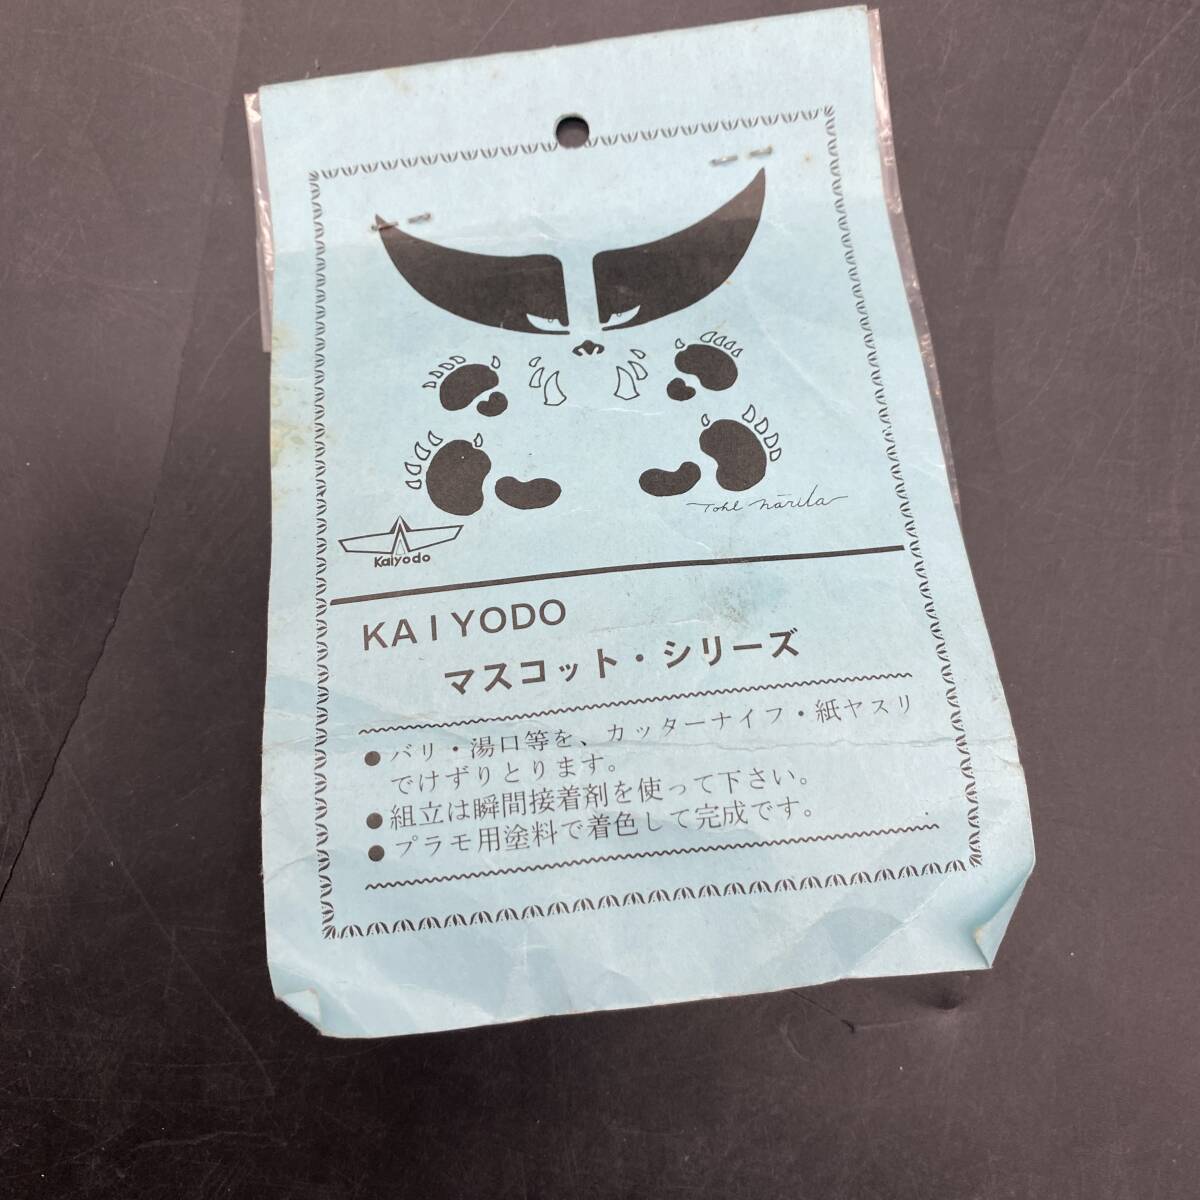 Tohl Narita
Kaiyodo
KAIYODO
マスコット・シリーズ
●バリ・湯口等を、カッターナイフ・紙ヤスリ
でけずりとります。
●組立は瞬間接着剤を使って下さい。
●プラモ用塗料で着色して完成です。